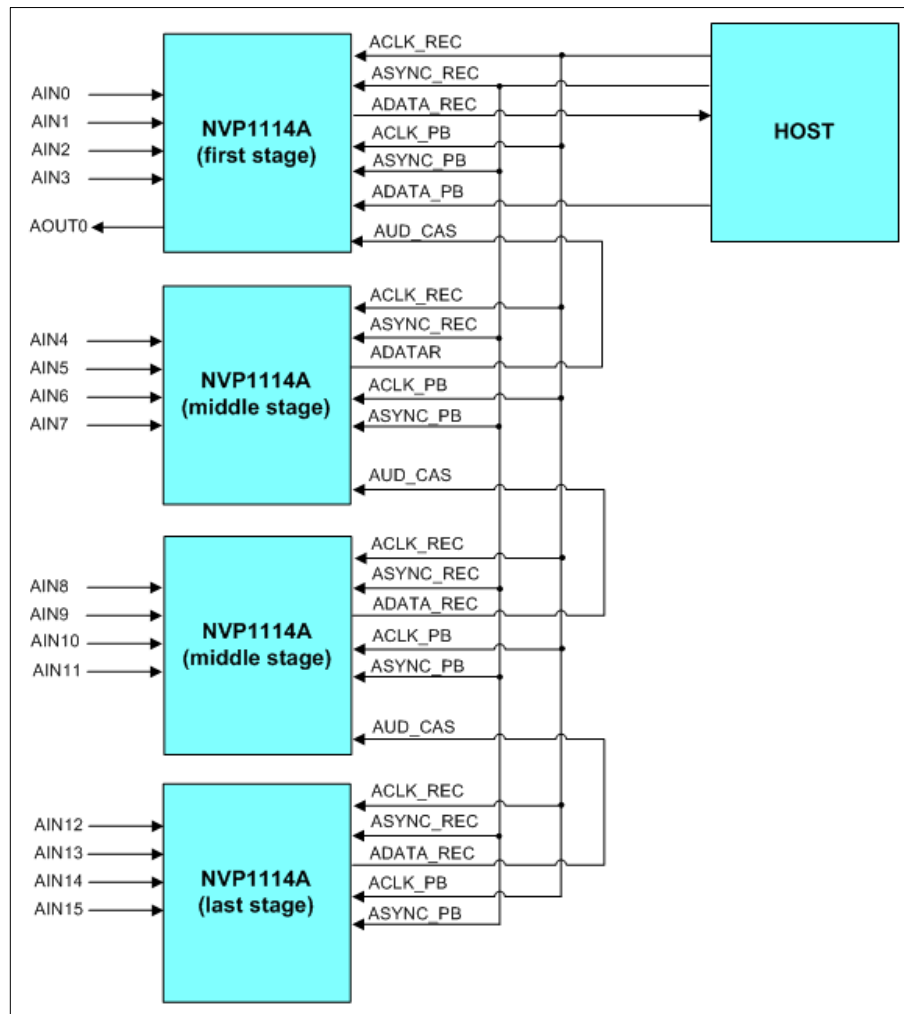 AIN0
AIN1
AIN2
AIN3
AOUT0
NVP1114A
(first stage)
ACLK_REC
ASYNC_REC
ADATA_REC
ACLK_PB
ASYNC_PB
ADATA_PB
AUD_CAS
HOST
AIN4
AIN5
AIN6
AIN7
NVP1114A
(middle stage)
ACLK_REC
ASYNC_REC
ADATAR
ACLK_PB
ASYNC_PB
AUD_CAS
AIN8
AIN9
AIN10
AIN11
NVP1114A
(middle stage)
ACLK_REC
ASYNC_REC
ADATA_REC
ACLK_PB
ASYNC_PB
AUD_CAS
AIN12
AIN13
AIN14
AIN15
NVP1114A
(last stage)
ACLK_REC
ASYNC_REC
ADATA_REC
ACLK_PB
ASYNC_PB